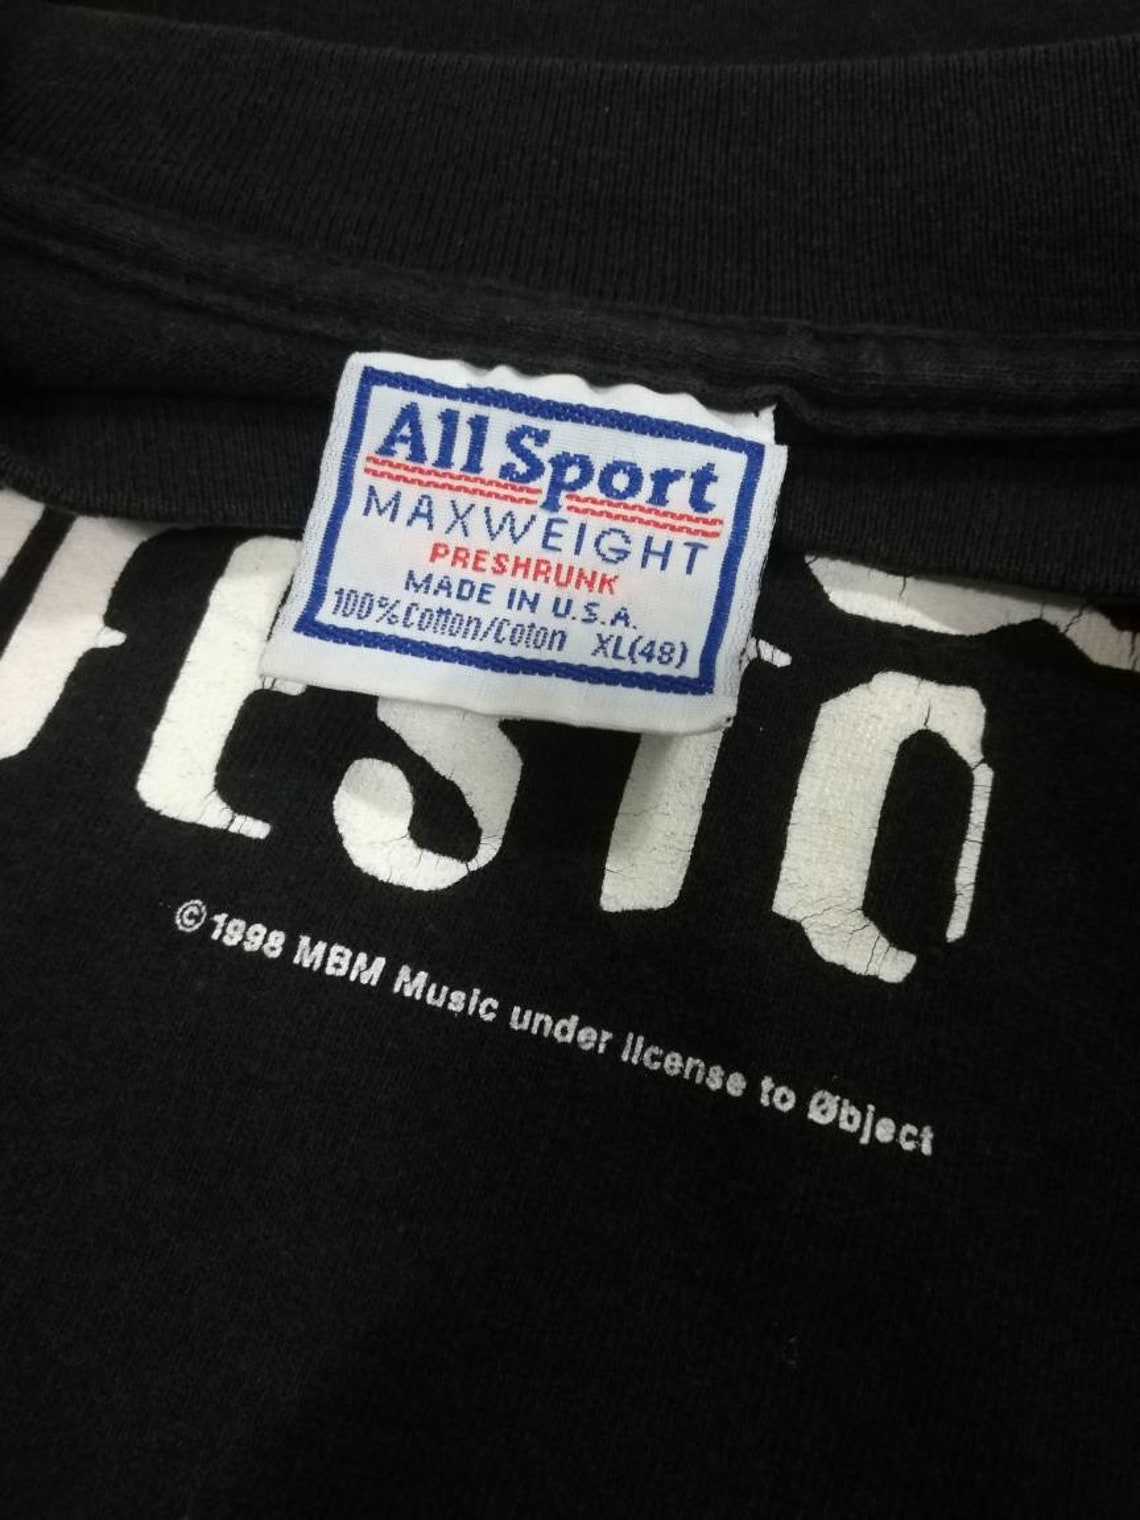 All Sport
MAXWEIGHT
PRESHRUNK
MADE IN U.S.A.
100% Cotton/Coton XL(48)
© 1998 MBM Music under license to Øbject